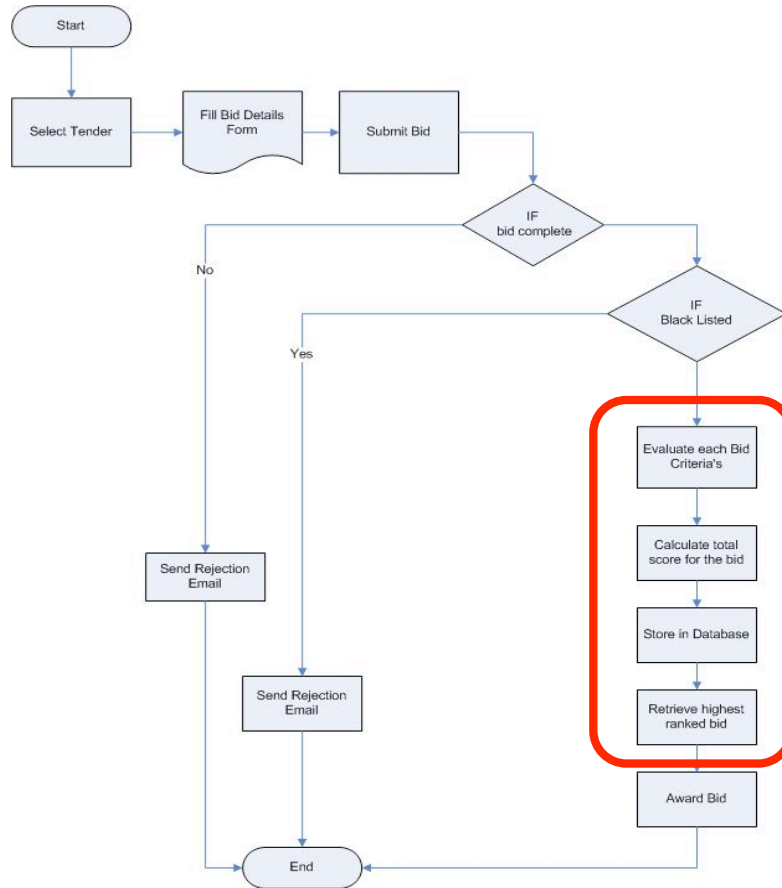 Start
Select Tender
Fill Bid Details
Form
Submit Bid
IF
bid complete
No
IF
Black Listed
Yes
Evaluate each Bid
Criteria's
Calculate total
score for the bid
Send Rejection
Email
Store in Database
Send Rejection
Email
Retrieve highest
ranked bid
Award Bid
End